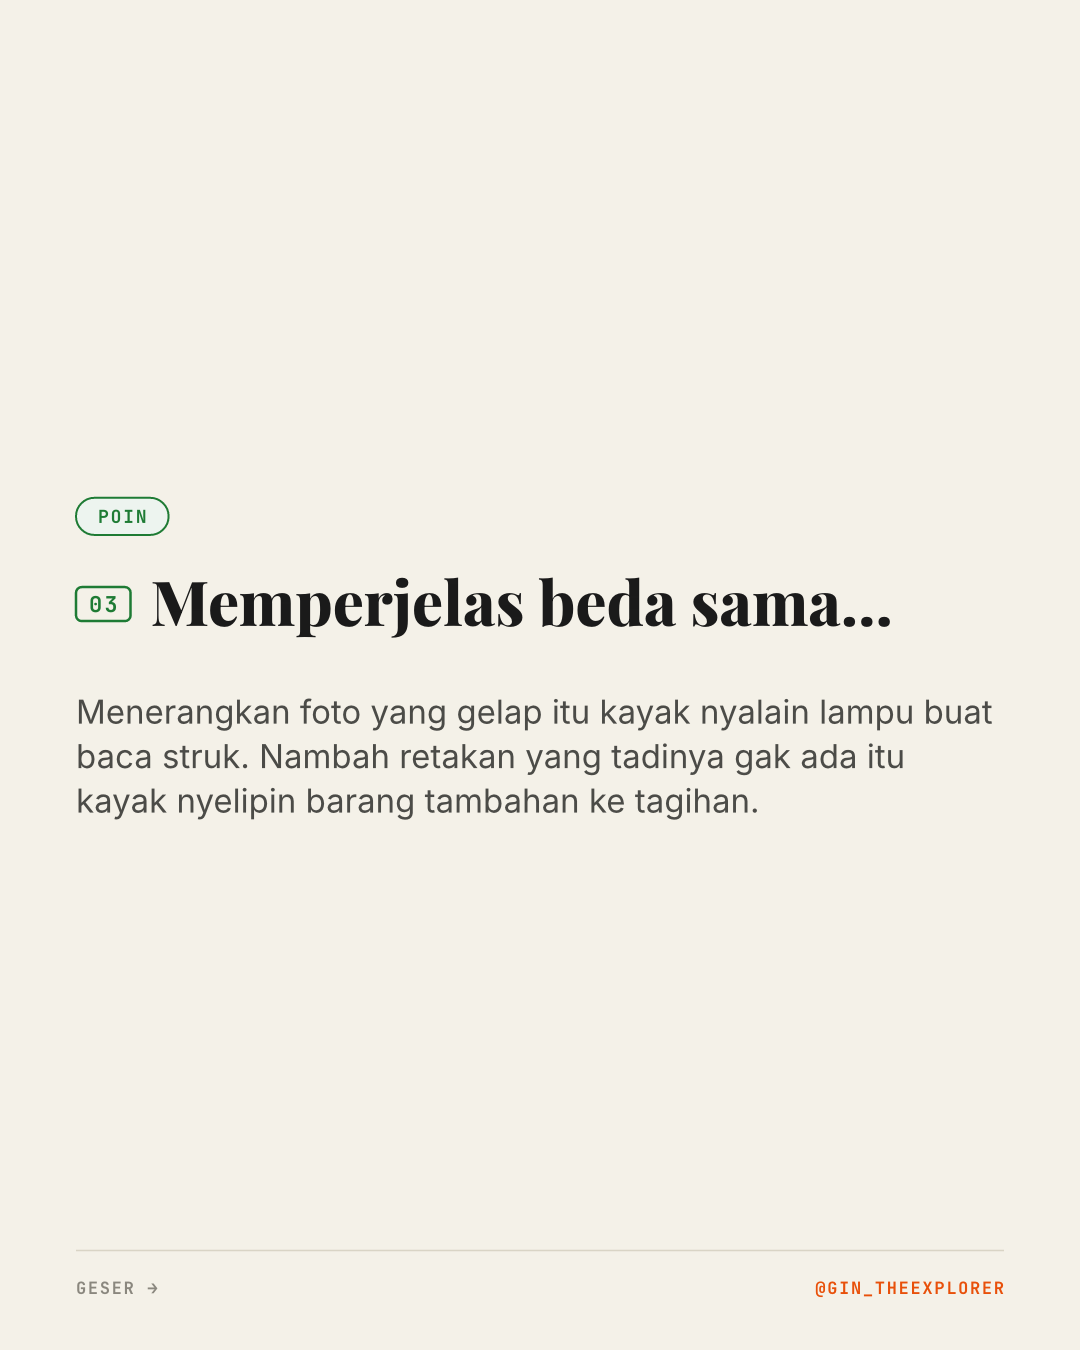 POIN
03 Memperjelas beda sama...
Menerangkan foto yang gelap itu kayak nyalain lampu buat
baca struk. Nambah retakan yang tadinya gak ada itu
kayak nyelipin barang tambahan ke tagihan.
GESER →
@GIN_THEEXPLORER